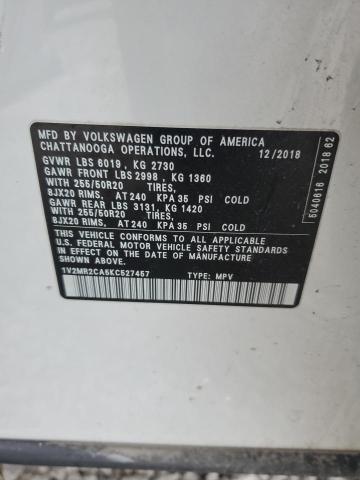 MFD. BY VOLKSWAGEN GROUP OF AMERICA
CHATTANOOGA OPERATIONS, LLC. 12/2018
GVWR LBS 6019 , KG 2730
GAWR FRONT LBS 2998 , KG 1360
WITH 255/50R20 TIRES,
8JX20 RIMS, AT 240 KPA 35 PSI COLD
GAWR REAR LBS 3131, KG 1420
WITH 255/50R20 TIRES,
8JX20 RIMS, AT 240 KPA 35 PSI COLD
THIS VEHICLE CONFORMS TO ALL APPLICABLE
U.S. FEDERAL MOTOR VEHICLE SAFETY
STANDARDS IN EFFECT ON THE DATE OF
MANUFACTURE SHOWN ABOVE.
1V2MR2CA5KC527457 TYPE: MPV
5040616 2018 62